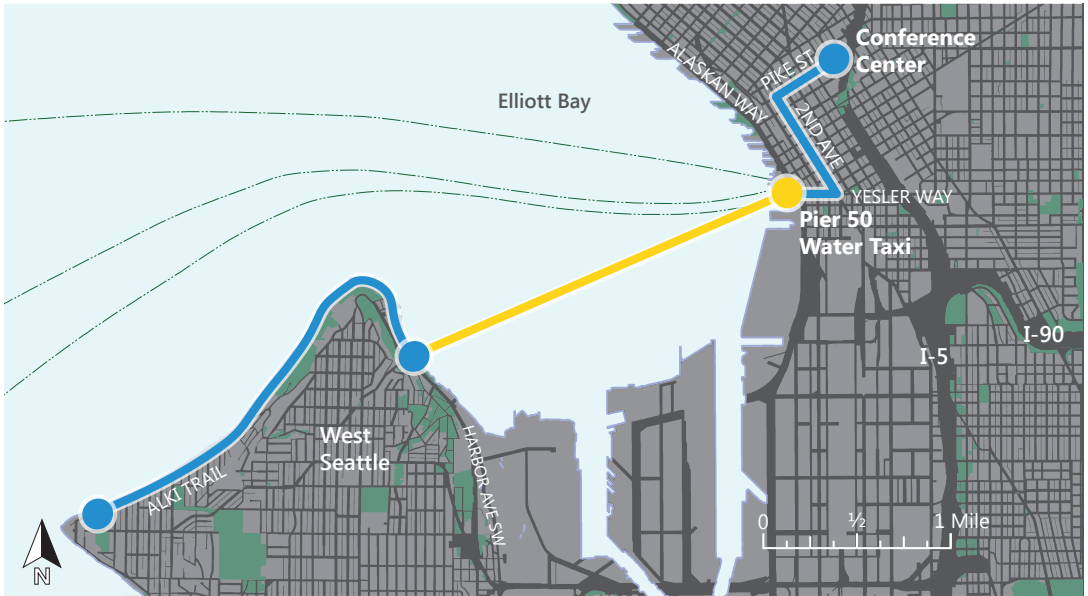 Conference
Center
PIKE ST
ALASKAN WAY
2ND AVE
Elliott Bay
YESLER WAY
Pier 50
Water Taxi
I-90
I-5
West
Seattle
HARBOR AVE SW
ALKI TRAIL
0 ½ 1 Mile
N